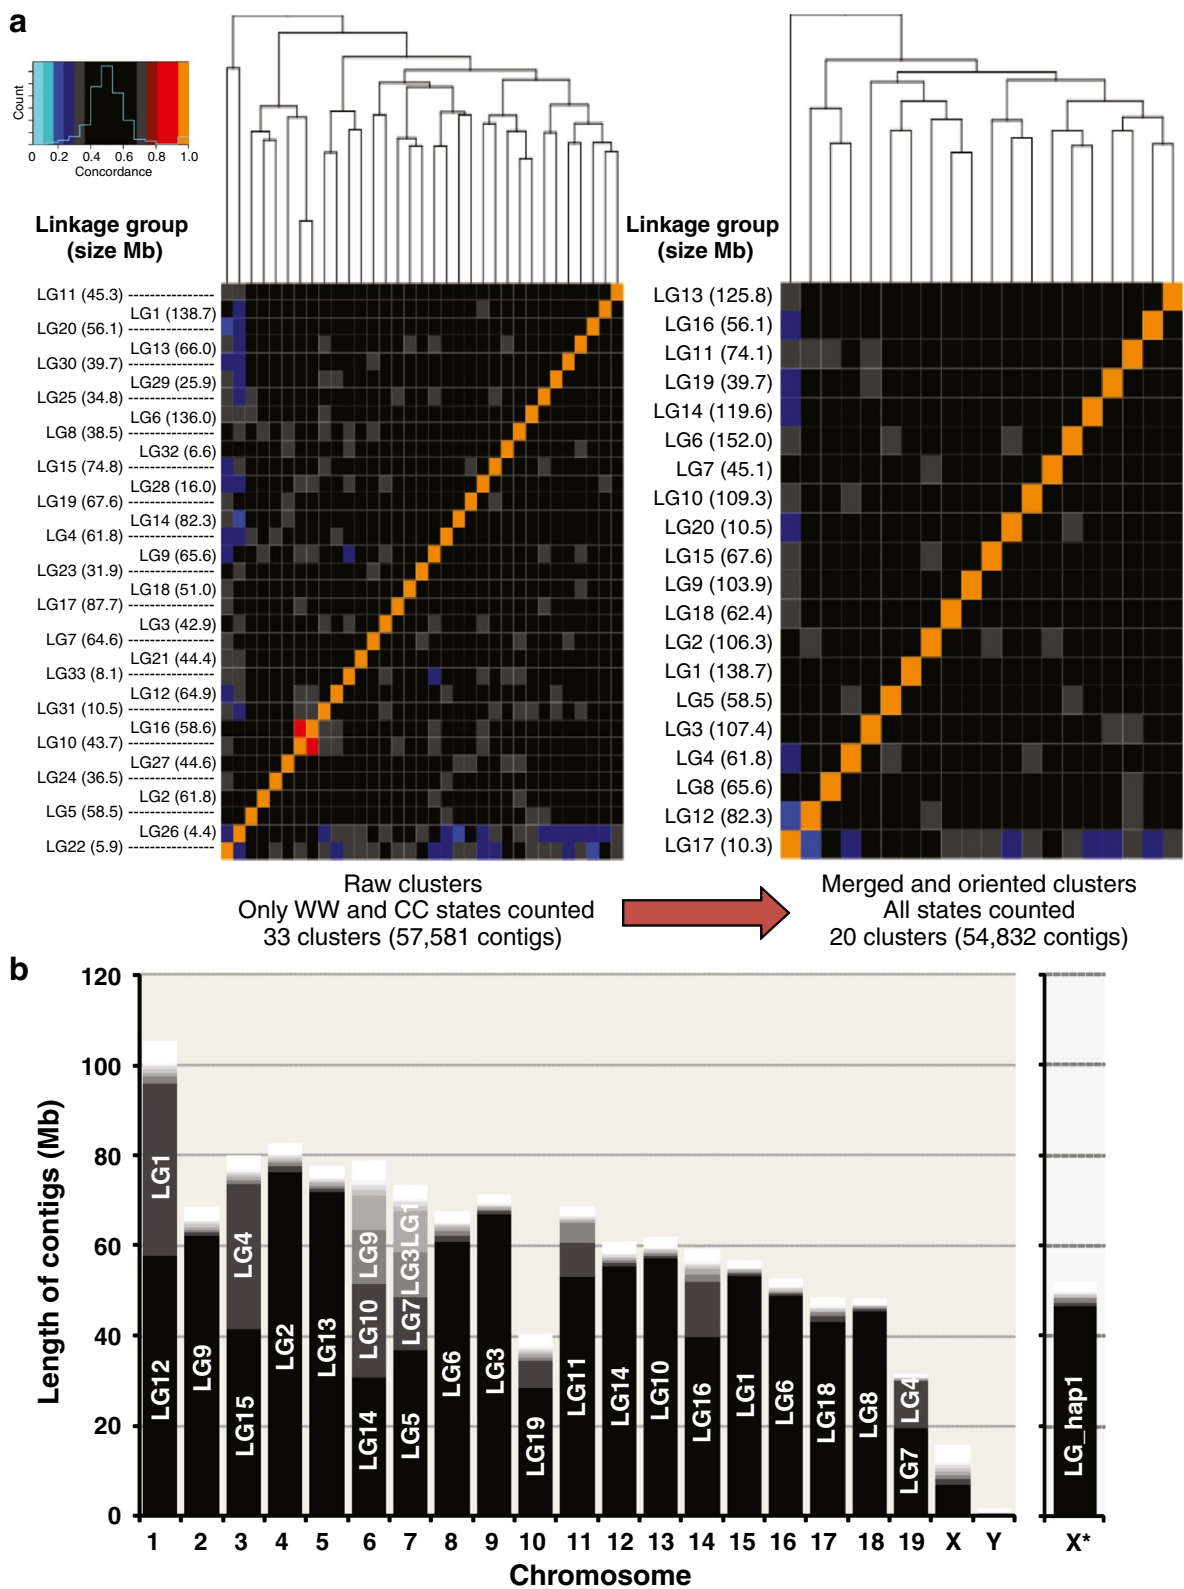 a
Count
0 0.2 0.4 0.6 0.8 1.0
Concordance
Linkage group
(size Mb)
LG11 (45.3)
LG1 (138.7)
LG20 (56.1)
LG13 (66.0)
LG30 (39.7)
LG29 (25.9)
LG25 (34.8)
LG6 (136.0)
LG8 (38.5)
LG32 (6.6)
LG15 (74.8)
LG28 (16.0)
LG19 (67.6)
LG14 (82.3)
LG4 (61.8)
LG9 (65.6)
LG23 (31.9)
LG18 (51.0)
LG17 (87.7)
LG3 (42.9)
LG7 (64.6)
LG21 (44.4)
LG33 (8.1)
LG12 (64.9)
LG31 (10.5)
LG16 (58.6)
LG10 (43.7)
LG27 (44.6)
LG24 (36.5)
LG2 (61.8)
LG5 (58.5)
LG26 (4.4)
LG22 (5.9)
Raw clusters
Only WW and CC states counted
33 clusters (57,581 contigs)
Linkage group
(size Mb)
LG13 (125.8)
LG16 (56.1)
LG11 (74.1)
LG19 (39.7)
LG14 (119.6)
LG6 (152.0)
LG7 (45.1)
LG10 (109.3)
LG20 (10.5)
LG15 (67.6)
LG9 (103.9)
LG18 (62.4)
LG2 (106.3)
LG1 (138.7)
LG5 (58.5)
LG3 (107.4)
LG4 (61.8)
LG8 (65.6)
LG12 (82.3)
LG17 (10.3)
Merged and oriented clusters
All states counted
20 clusters (54,832 contigs)
b
Length of contigs (Mb)
120
100
80
60
40
20
0
LG12
LG1
LG9
LG15
LG4
LG2
LG13
LG14
LG10
LG9
LG5
LG7
LG3
LG1
LG6
LG3
LG19
LG11
LG14
LG10
LG16
LG1
LG6
LG18
LG8
LG7
LG4
LG_hap1
1 2 3 4 5 6 7 8 9 10 11 12 13 14 15 16 17 18 19 X Y X*
Chromosome